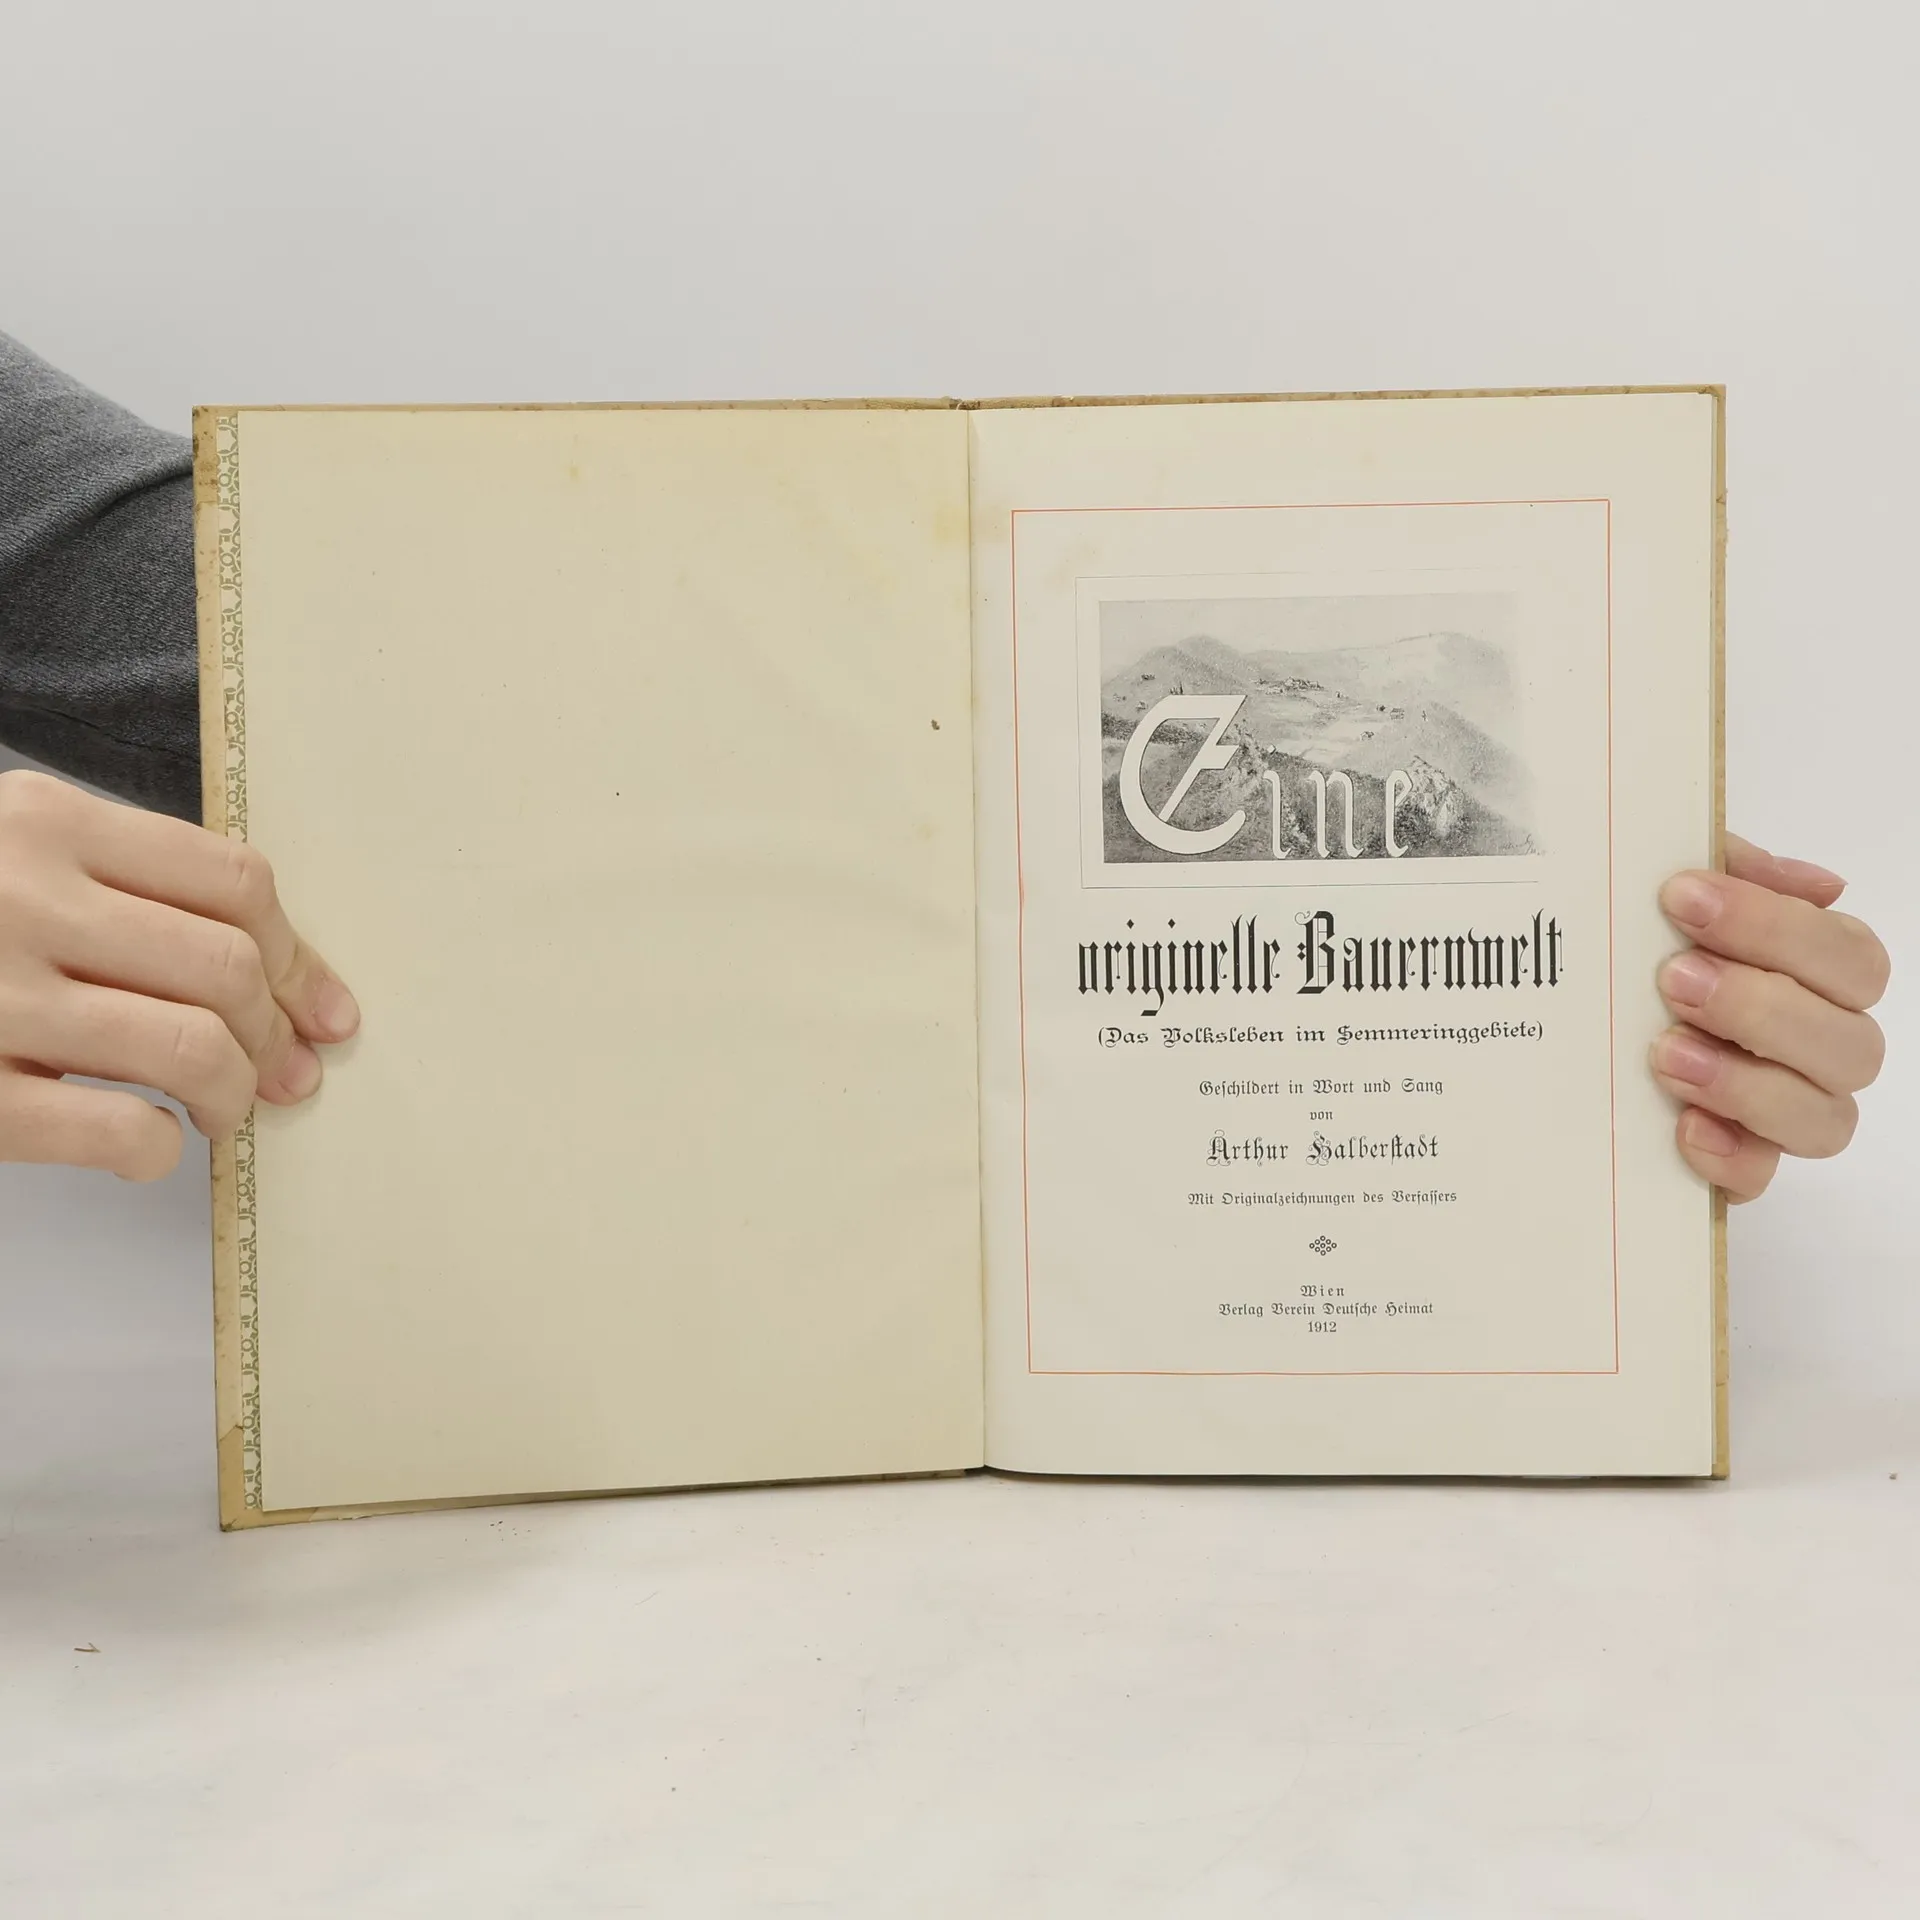 Eine
originelle Bauernwelt
(Das Volksleben im Semmeringgebiete)
Geschildert in Wort und Sang
von
Arthur Halberstadt
Mit Originalzeichnungen des Verfassers
Wien
Verlag Verein Deutsche Heimat
1912